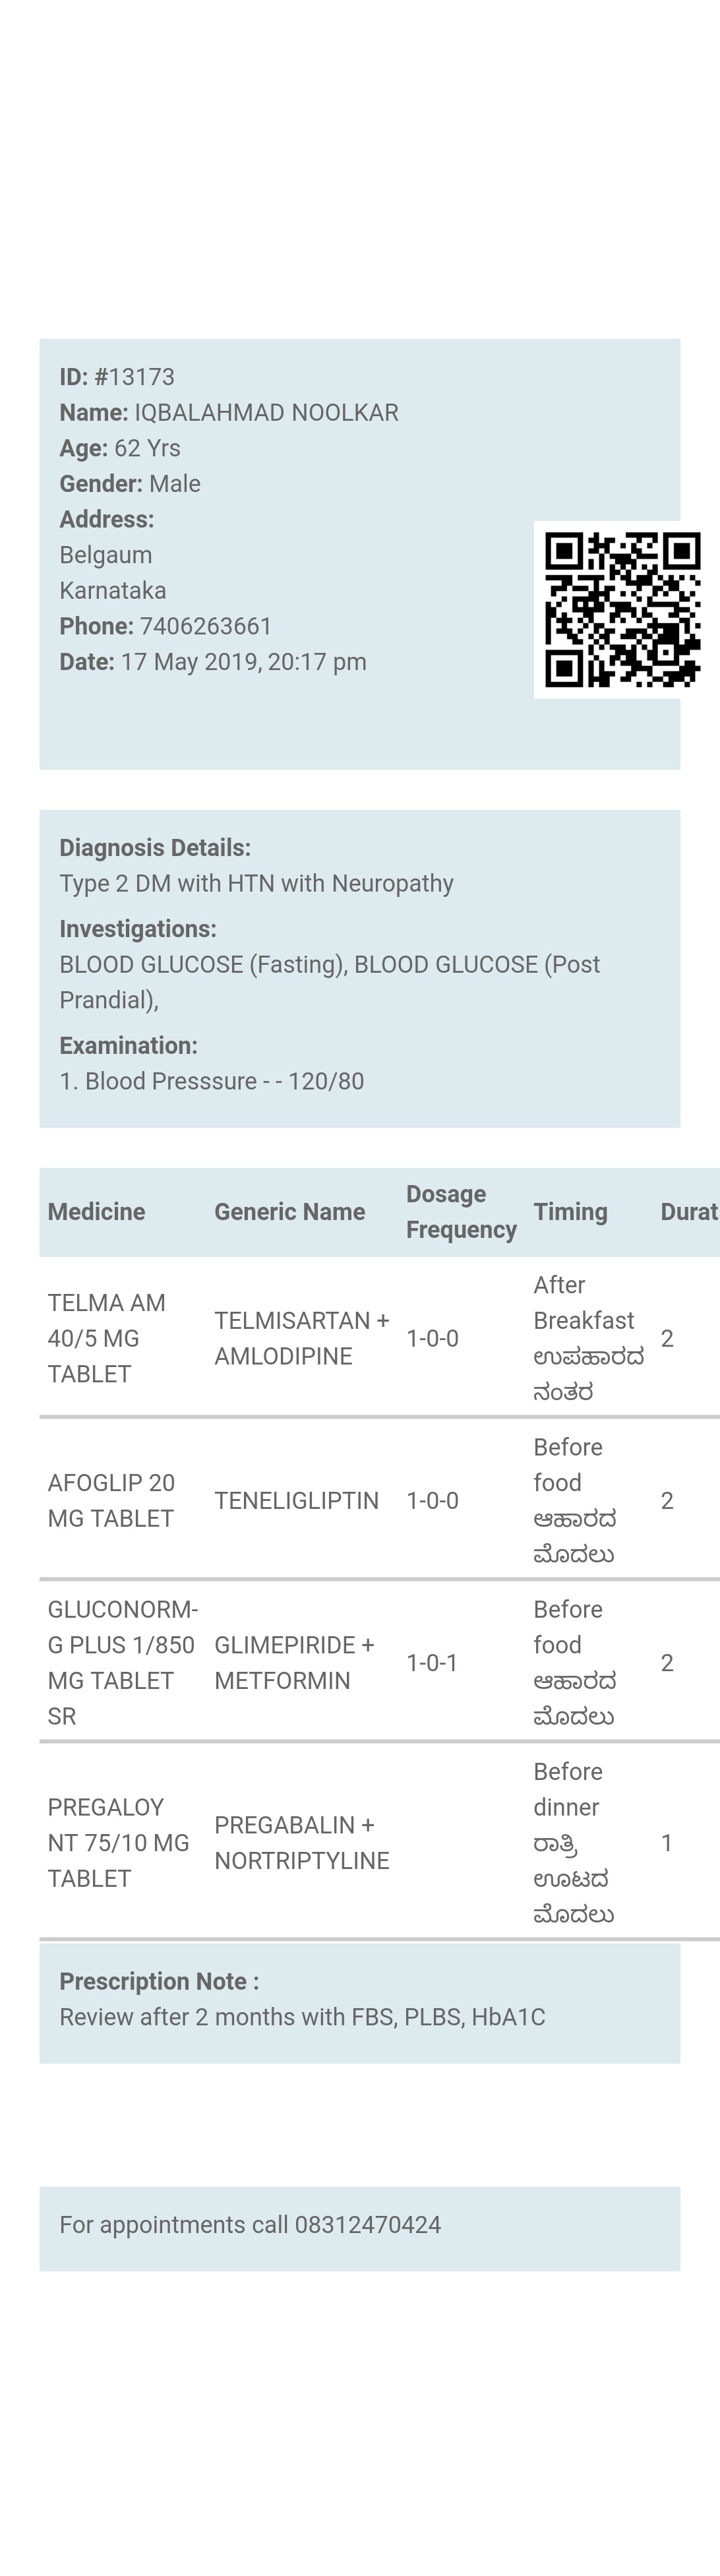 ID: #13173
Name: IQBALAHMAD NOOLKAR
Age: 62 Yrs
Gender: Male
Address:
Belgaum
Karnataka
Phone: 7406263661
Date: 17 May 2019, 20:17 pm
Diagnosis Details:
Type 2 DM with HTN with Neuropathy
Investigations:
BLOOD GLUCOSE (Fasting), BLOOD GLUCOSE (Post
Prandial),
Examination:
1. Blood Presssure - - 120/80
Medicine
Generic Name
Dosage
Frequency
Timing
Durat
TELMA AM
40/5 MG
TABLET
TELMISARTAN +
AMLODIPINE
1-0-0
After
Breakfast
ಉಪಹಾರದ
ನಂತರ
2
AFOGLIP 20
MG TABLET
TENELIGLIPTIN
1-0-0
Before
food
ಆಹಾರದ
ಮೊದಲು
2
GLUCONORM-
G PLUS 1/850
MG TABLET
SR
GLIMEPIRIDE +
METFORMIN
1-0-1
Before
food
ಆಹಾರದ
ಮೊದಲು
2
PREGALOY
NT 75/10 MG
TABLET
PREGABALIN +
NORTRIPTYLINE
Before
dinner
ರಾತ್ರಿ
ಊಟದ
ಮೊದಲು
1
Prescription Note :
Review after 2 months with FBS, PLBS, HbA1C
For appointments call 08312470424